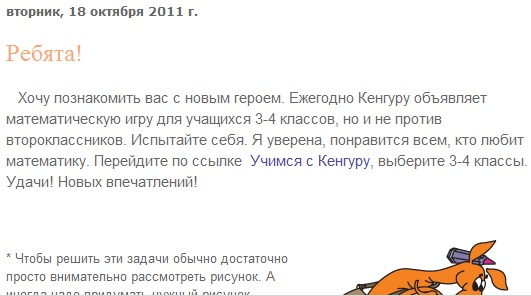 вторник, 18 октября 2011 г.
Ребята!
Хочу познакомить вас с новым героем. Ежегодно Кенгуру объявляет
математическую игру для учащихся 3-4 классов, но и не против
второклассников. Испытайте себя. Я уверена, понравится всем, кто любит
математику. Перейдите по ссылке Учимся с Кенгуру, выберите 3-4 классы.
Удачи! Новых впечатлений!
* Чтобы решить эти задачи обычно достаточно
просто внимательно рассмотреть рисунок. А
иногда надо придумать нужный рисунок